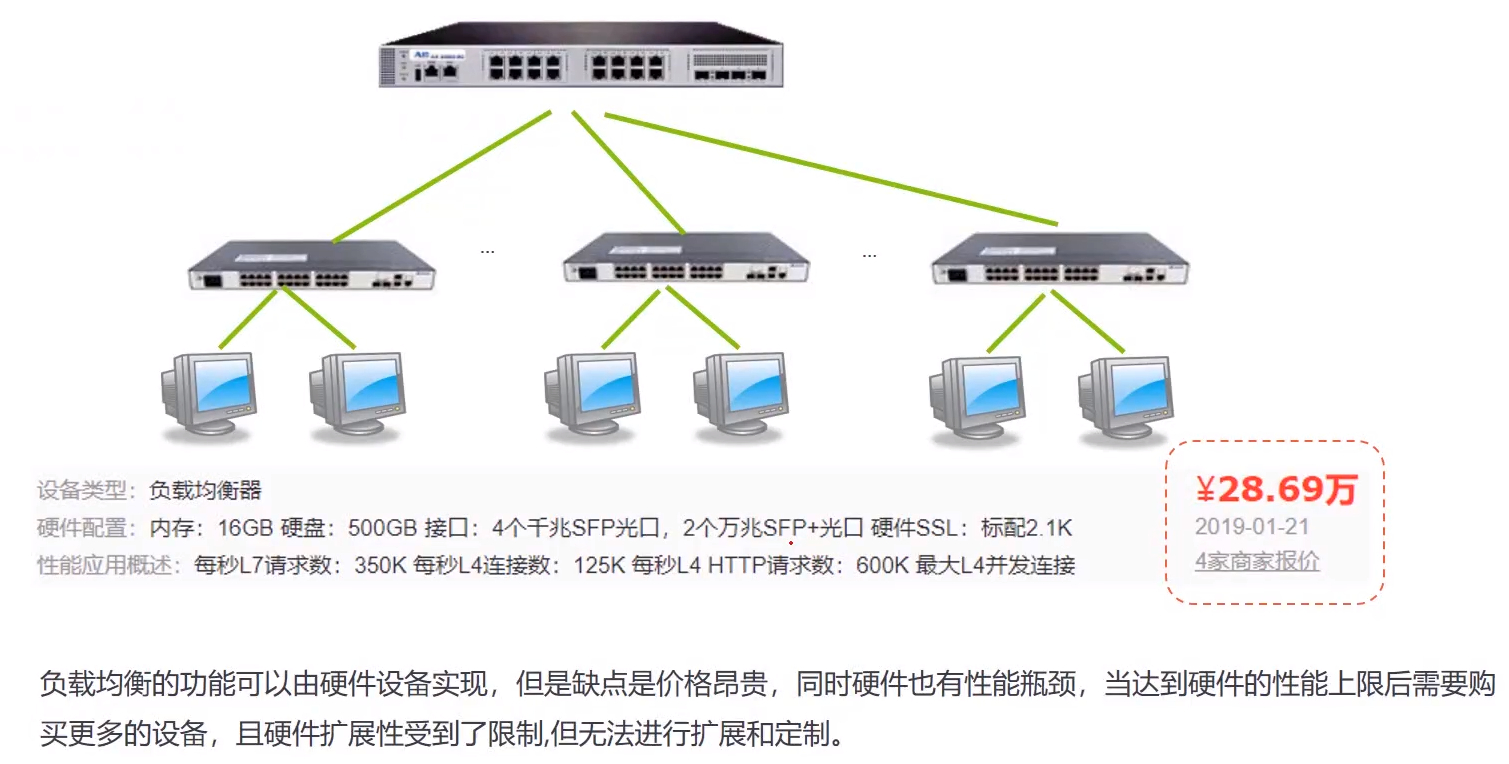 ...
...
设备类型：负载均衡器
¥28.69万
硬件配置：内存：16GB 硬盘：500GB 接口：4个千兆SFP光口，2个万兆SFP+光口 硬件SSL：标配2.1K
2019-01-21
性能应用概述：每秒L7请求数：350K 每秒L4连接数：125K 每秒L4 HTTP请求数：600K 最大L4并发连接
4家商家报价
负载均衡的功能可以由硬件设备实现，但是缺点是价格昂贵，同时硬件也有性能瓶颈，当达到硬件的性能上限后需要购
买更多的设备，且硬件扩展性受到了限制,但无法进行扩展和定制。